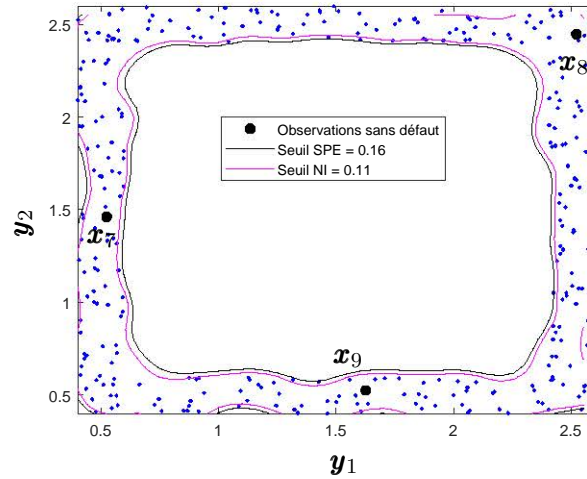 2.5
x8
2
Observations sans défaut
Seuil SPE = 0.16
Seuil NI = 0.11
y2
1.5
x7
1
x9
0.5
0.5 1 1.5 2 2.5
y1